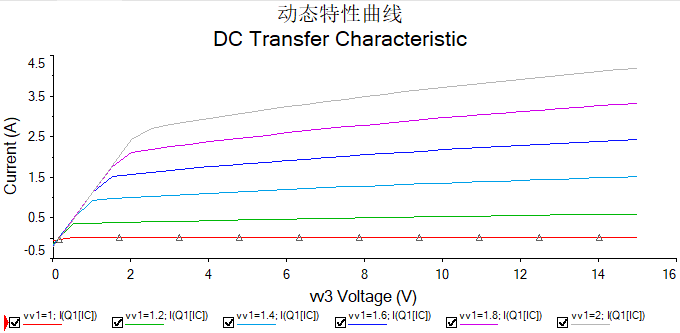 动态特性曲线
DC Transfer Characteristic
4.5
3.5
2.5
1.5
0.5
-0.5
Current (A)
0 2 4 6 8 10 12 14 16
vv3 Voltage (V)
vv1=1; I(Q1[IC]) vv1=1.2; I(Q1[IC]) vv1=1.4; I(Q1[IC]) vv1=1.6; I(Q1[IC]) vv1=1.8; I(Q1[IC]) vv1=2; I(Q1[IC])